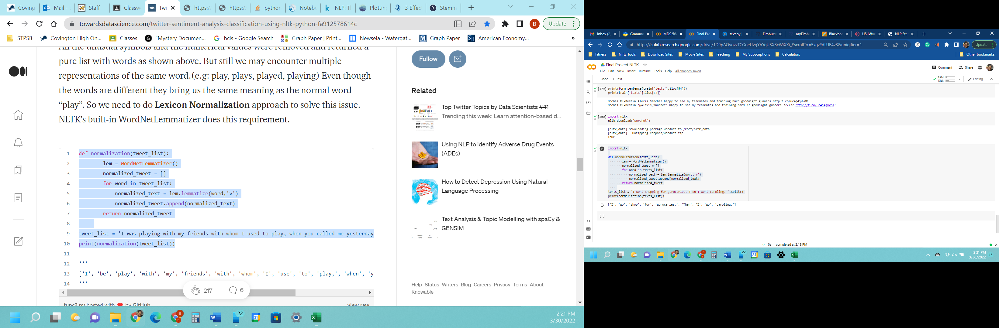 Coving
Mail - E
Staff
Classw
tds
Twi
https:/
https:/
python
Notebo
NLP: Th
Plotting
3 Effec
Stemm
towardsdatascience.com/twitter-sentiment-analysis-classification-using-nltk-python-fa912578614c
B
Update
STPSB
Covington High On...
Classes
"Mystery Documen...
hcis - Google Search
Graph Paper | Print...
Newsela - Watergat...
Graph Paper
American Economy...
»
All the unusual symbols and the numerical values were removed and returned a
pure list with words as shown above. But still we may encounter multiple
representations of the same word.(e.g: play, plays, played, playing) Even though
the words are different they bring us the same meaning as the normal word
“play”. So we need to do Lexicon Normalization approach to solve this issue.
NLTK’s built-in WordNetLemmatizer does this requirement.
1 def normalization(tweet_list):
2 lem = WordNetLemmatizer()
3 normalized_tweet = []
4 for word in tweet_list:
5 normalized_text = lem.lemmatize(word,'v')
6 normalized_tweet.append(normalized_text)
7 return normalized_tweet
8
9 tweet_list = 'I was playing with my friends with whom I used to play, when you called me yesterday
10 print(normalization(tweet_list))
11
12 '''
13 ['I', 'be', 'play', 'with', 'my', 'friends', 'with', 'whom', 'I', 'use', 'to', 'play,', 'when', 'y
14 '''
217
6
func2.py hosted with ❤ by GitHub
view raw
Follow
Related
Top Twitter Topics by Data Scientists #41
Trending this week: Learn attention-based d...
Using NLP to identify Adverse Drug Events
(ADEs)
How to Detect Depression Using Natural
Language Processing
Text Analysis & Topic Modelling with spaCy &
GENSIM
Help Status Writers Blog Careers Privacy Terms About
Knowable
22
31
2:21 PM
3/30/2022
Inbox (2
Gramma
MDS 56
Final Pro
text.py |
Elmhurs
myElmh
Blackbo
USIIWor
NLP Ste
https://colab.research.google.com/drive/1D9pAOyovzTCGoeUvgYbYqU3XBcWiXXi_#scrollTo=5xqzYdLUE4vS&uniqifier=1
Update
Fitness
Nifty Tools
Download Sites
Movie Sites
Teaching
My Subscriptions
Calculators
Other bookmarks
Final Project NLTK
File Edit View Insert Runtime Tools Help All changes saved
Comment
Share
+ Code + Text
RAM
Disk
Editing
[179] print(form_sentence(train['texts'].iloc[54]))
print(train['texts'].iloc[54])
Noches El-Bestia Alexis_Sanchez happy to see my teammates and training hard goodnight gunners http t.co/uc4j4jHvGR
Noches El-Bestia '@Alexis_Sanchez: happy to see my teammates and training hard ?? goodnight gunners.?????? http://t.co/uc4j4jHvGR'
[200] import nltk
nltk.download('wordnet')
[nltk_data] Downloading package wordnet to /root/nltk_data...
[nltk_data] Unzipping corpora/wordnet.zip.
True
import nltk
def normalization(texts_list):
lem = WordNetLemmatizer()
normalized_tweet = []
for word in texts_list:
normalized_text = lem.lemmatize(word,'v')
normalized_tweet.append(normalized_text)
return normalized_tweet
texts_list = 'I went shopping for goroceries. Then I went caroling. '.split()
print(normalization(texts_list))
['I', 'go', 'shop', 'for', 'goroceries.', 'Then', 'I', 'go', 'caroling.']
[ ]
0s completed at 2:18 PM
22
31
2:21 PM
3/30/2022
13